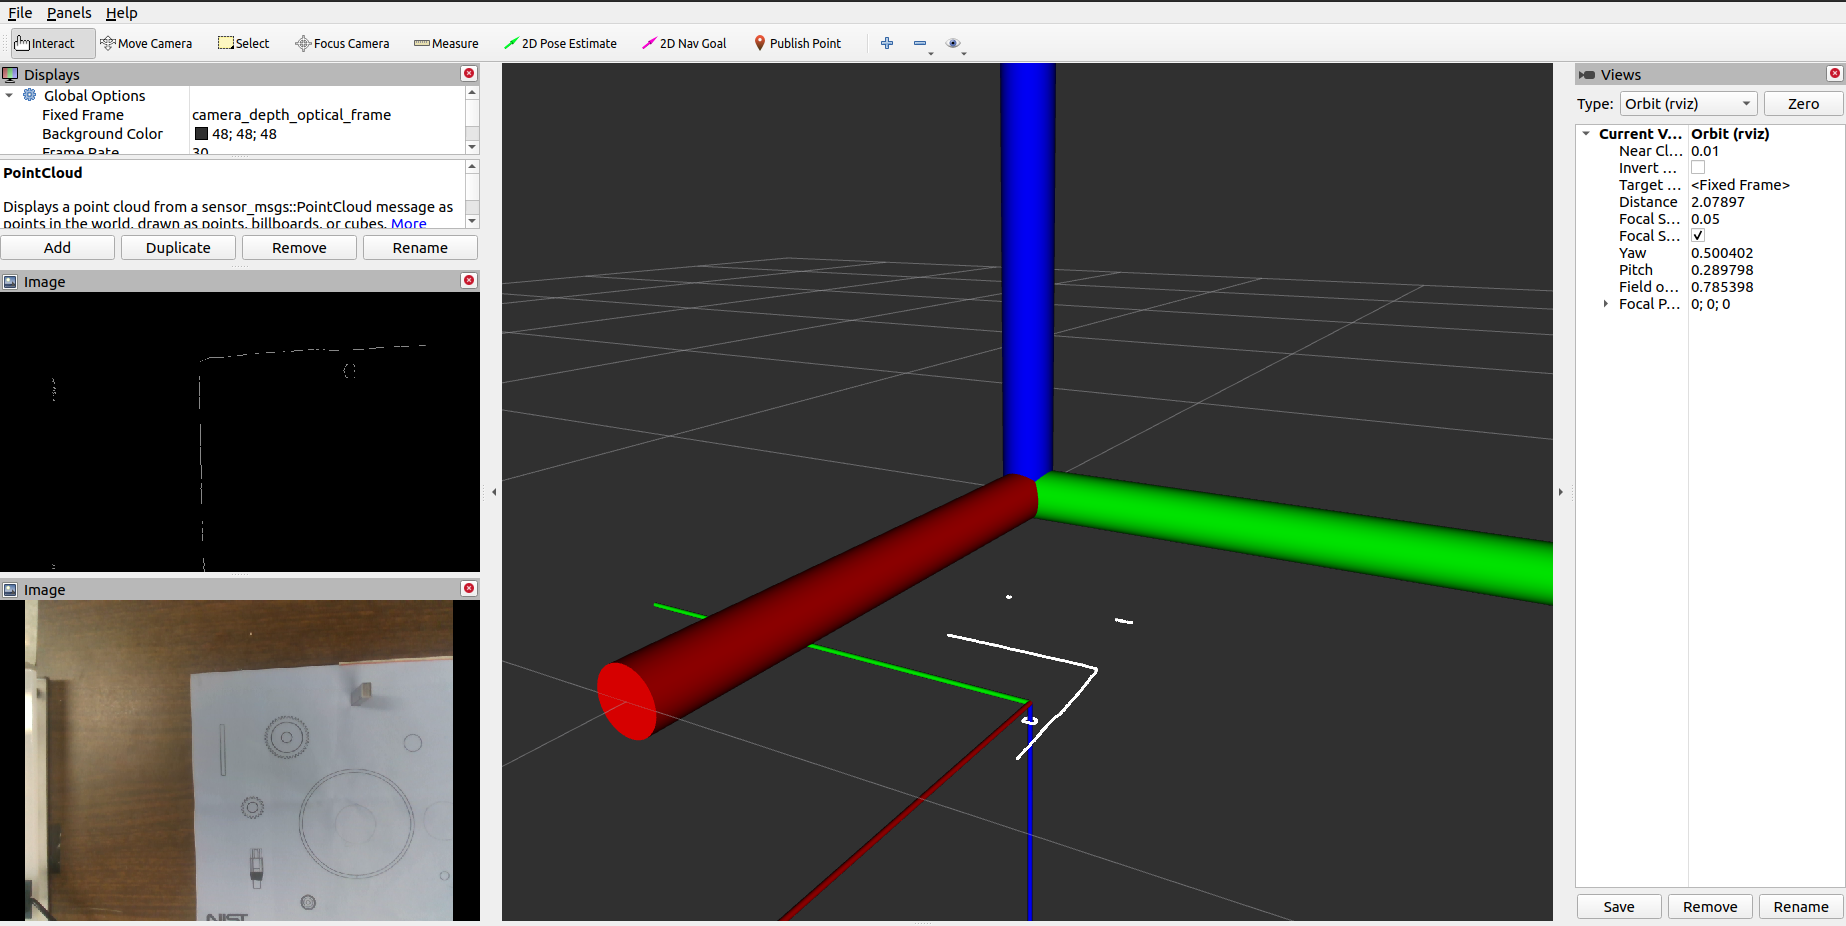 File Panels Help
Interact Move Camera Select Focus Camera Measure 2D Pose Estimate 2D Nav Goal Publish Point
Displays
Global Options
Fixed Frame camera_depth_optical_frame
Background Color 48; 48; 48
Frame Rate 30
PointCloud
Displays a point cloud from a sensor_msgs::PointCloud message as
points in the world, drawn as points, billboards, or cubes. More
Add Duplicate Remove Rename
Image
Image
NIST
Views
Type: Orbit (rviz) Zero
Current V... Orbit (rviz)
Near Cl... 0.01
Invert ...
Target ... <Fixed Frame>
Distance 2.07897
Focal S... 0.05
Focal S...
Yaw 0.500402
Pitch 0.289798
Field o... 0.785398
Focal P... 0; 0; 0
Save Remove Rename